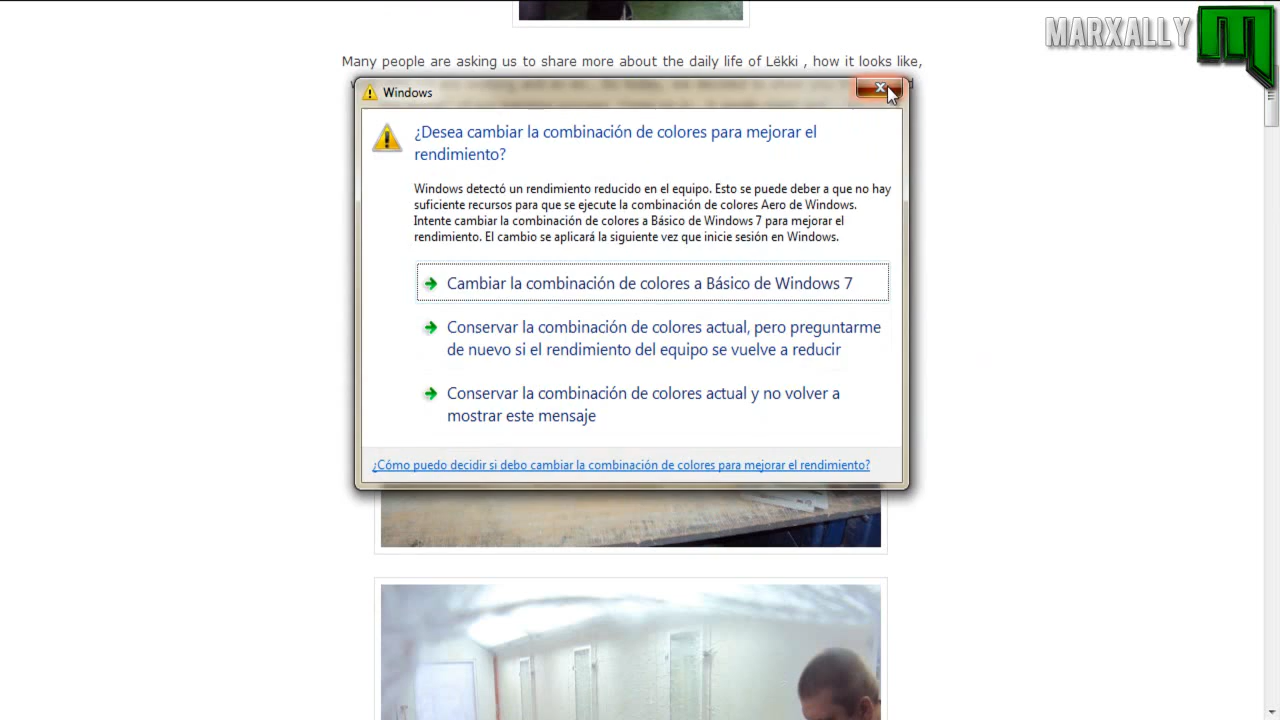 MARXALLY
Many people are asking us to share more about the daily life of Lëkki , how it looks like,
Windows
¿Desea cambiar la combinación de colores para mejorar el
rendimiento?
Windows detectó un rendimiento reducido en el equipo. Esto se puede deber a que no hay
suficiente recursos para que se ejecute la combinación de colores Aero de Windows.
Intente cambiar la combinación de colores a Básico de Windows 7 para mejorar el
rendimiento. El cambio se aplicará la siguiente vez que inicie sesión en Windows.
Cambiar la combinación de colores a Básico de Windows 7
Conservar la combinación de colores actual, pero preguntarme
de nuevo si el rendimiento del equipo se vuelve a reducir
Conservar la combinación de colores actual y no volver a
mostrar este mensaje
¿Cómo puedo decidir si debo cambiar la combinación de colores para mejorar el rendimiento?